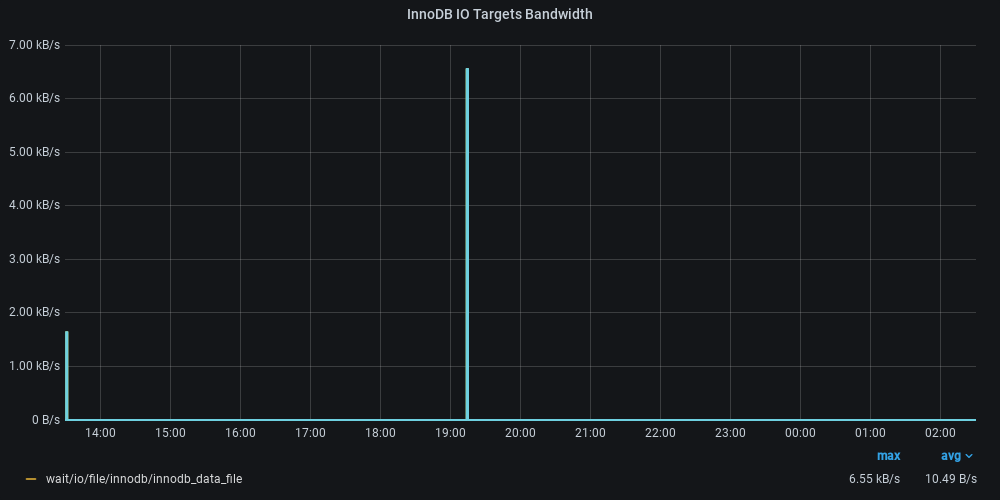 InnoDB IO Targets Bandwidth
7.00 kB/s
6.00 kB/s
5.00 kB/s
4.00 kB/s
3.00 kB/s
2.00 kB/s
1.00 kB/s
0 B/s
14:00 15:00 16:00 17:00 18:00 19:00 20:00 21:00 22:00 23:00 00:00 01:00 02:00
max avg
wait/io/file/innodb/innodb_data_file 6.55 kB/s 10.49 B/s